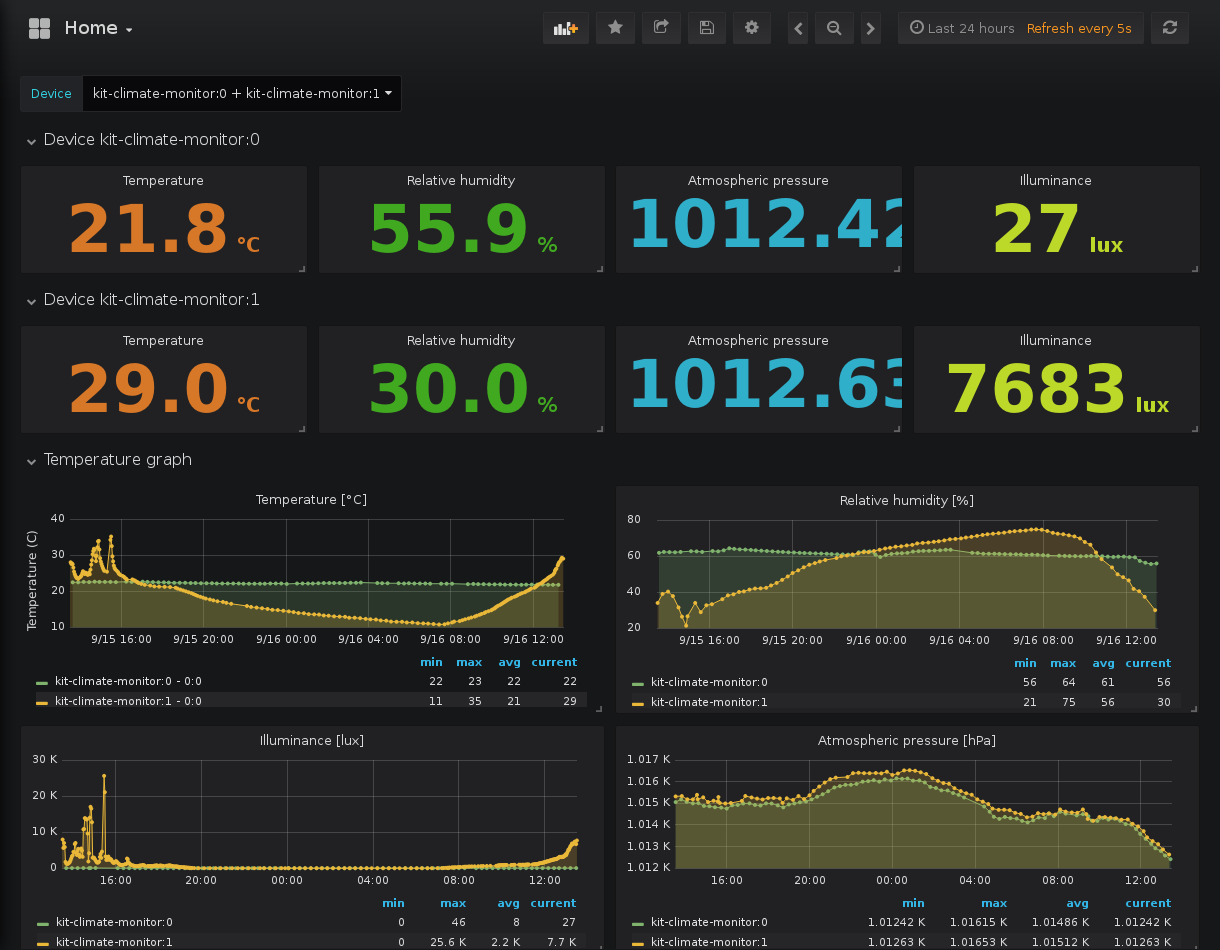 Home
Last 24 hours Refresh every 5s
Device kit-climate-monitor:0 + kit-climate-monitor:1
Device kit-climate-monitor:0
Temperature Relative humidity Atmospheric pressure Illuminance
21.8 °C 55.9 % 1012.42 27 lux
Device kit-climate-monitor:1
Temperature Relative humidity Atmospheric pressure Illuminance
29.0 °C 30.0 % 1012.63 7683 lux
Temperature graph
Temperature [°C]
Temperature (C)
40
30
20
10
9/15 16:00 9/15 20:00 9/16 00:00 9/16 04:00 9/16 08:00 9/16 12:00
min max avg current
kit-climate-monitor:0 - 0:0 22 23 22 22
kit-climate-monitor:1 - 0:0 11 35 21 29
Relative humidity [%]
80
60
40
20
9/15 16:00 9/15 20:00 9/16 00:00 9/16 04:00 9/16 08:00 9/16 12:00
min max avg current
kit-climate-monitor:0 56 64 61 56
kit-climate-monitor:1 21 75 56 30
Illuminance [lux]
30 K
20 K
10 K
0
16:00 20:00 00:00 04:00 08:00 12:00
min max avg current
kit-climate-monitor:0 0 46 8 27
kit-climate-monitor:1 0 25.6 K 2.2 K 7.7 K
Atmospheric pressure [hPa]
1.017 K
1.016 K
1.015 K
1.014 K
1.013 K
1.012 K
16:00 20:00 00:00 04:00 08:00 12:00
min max avg current
kit-climate-monitor:0 1.01242 K 1.01615 K 1.01486 K 1.01242 K
kit-climate-monitor:1 1.01263 K 1.01653 K 1.01512 K 1.01263 K